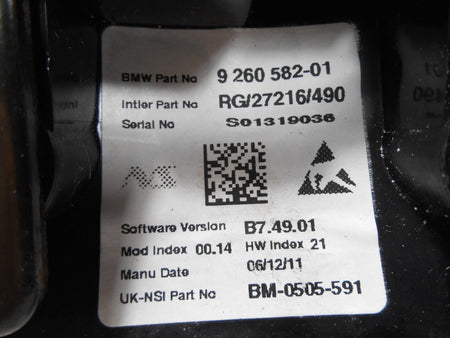 BMW Part No 9 260 582-01
Intier Part No RG/27216/490
Serial No S01319036
NS
Software Version B7.49.01
Mod Index 00.14 HW Index 21
Manu Date 06/12/11
UK-NSI Part No BM-0505-591